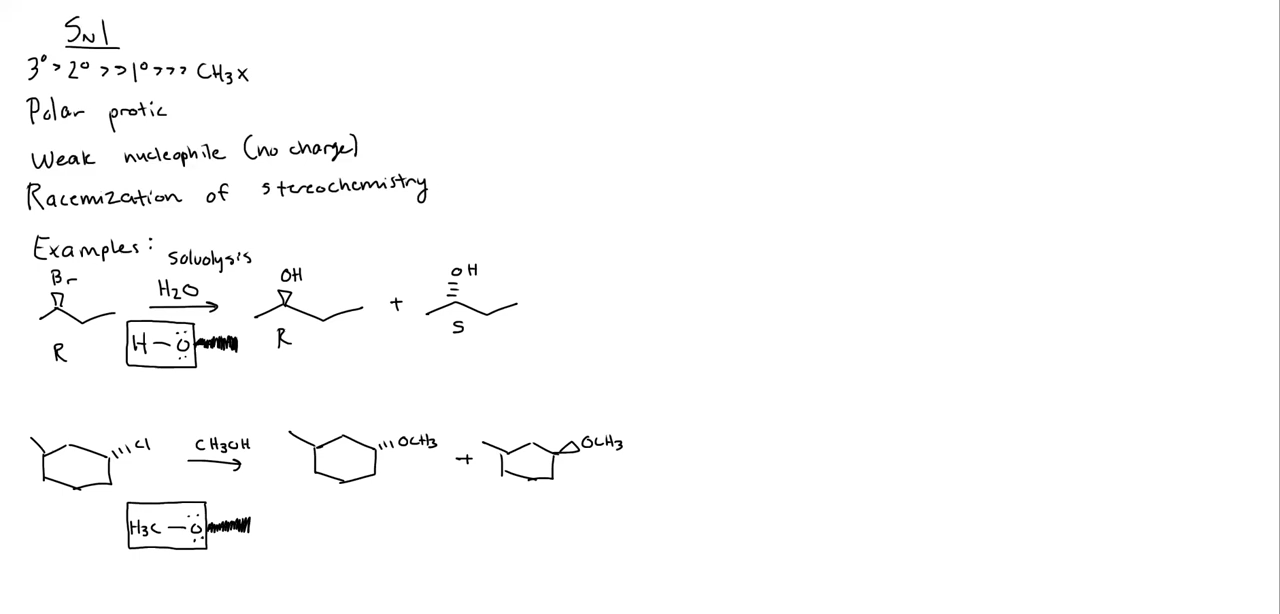 SN1
3° > 2° >> 1° >>> CH3X
Polar protic
Weak nucleophile (no charge)
Racemization of stereochemistry
Examples:
Solvolysis
Br H2O OH + OH
R H-O R S
Cl CH3OH OCH3 + OCH3
H3C-O